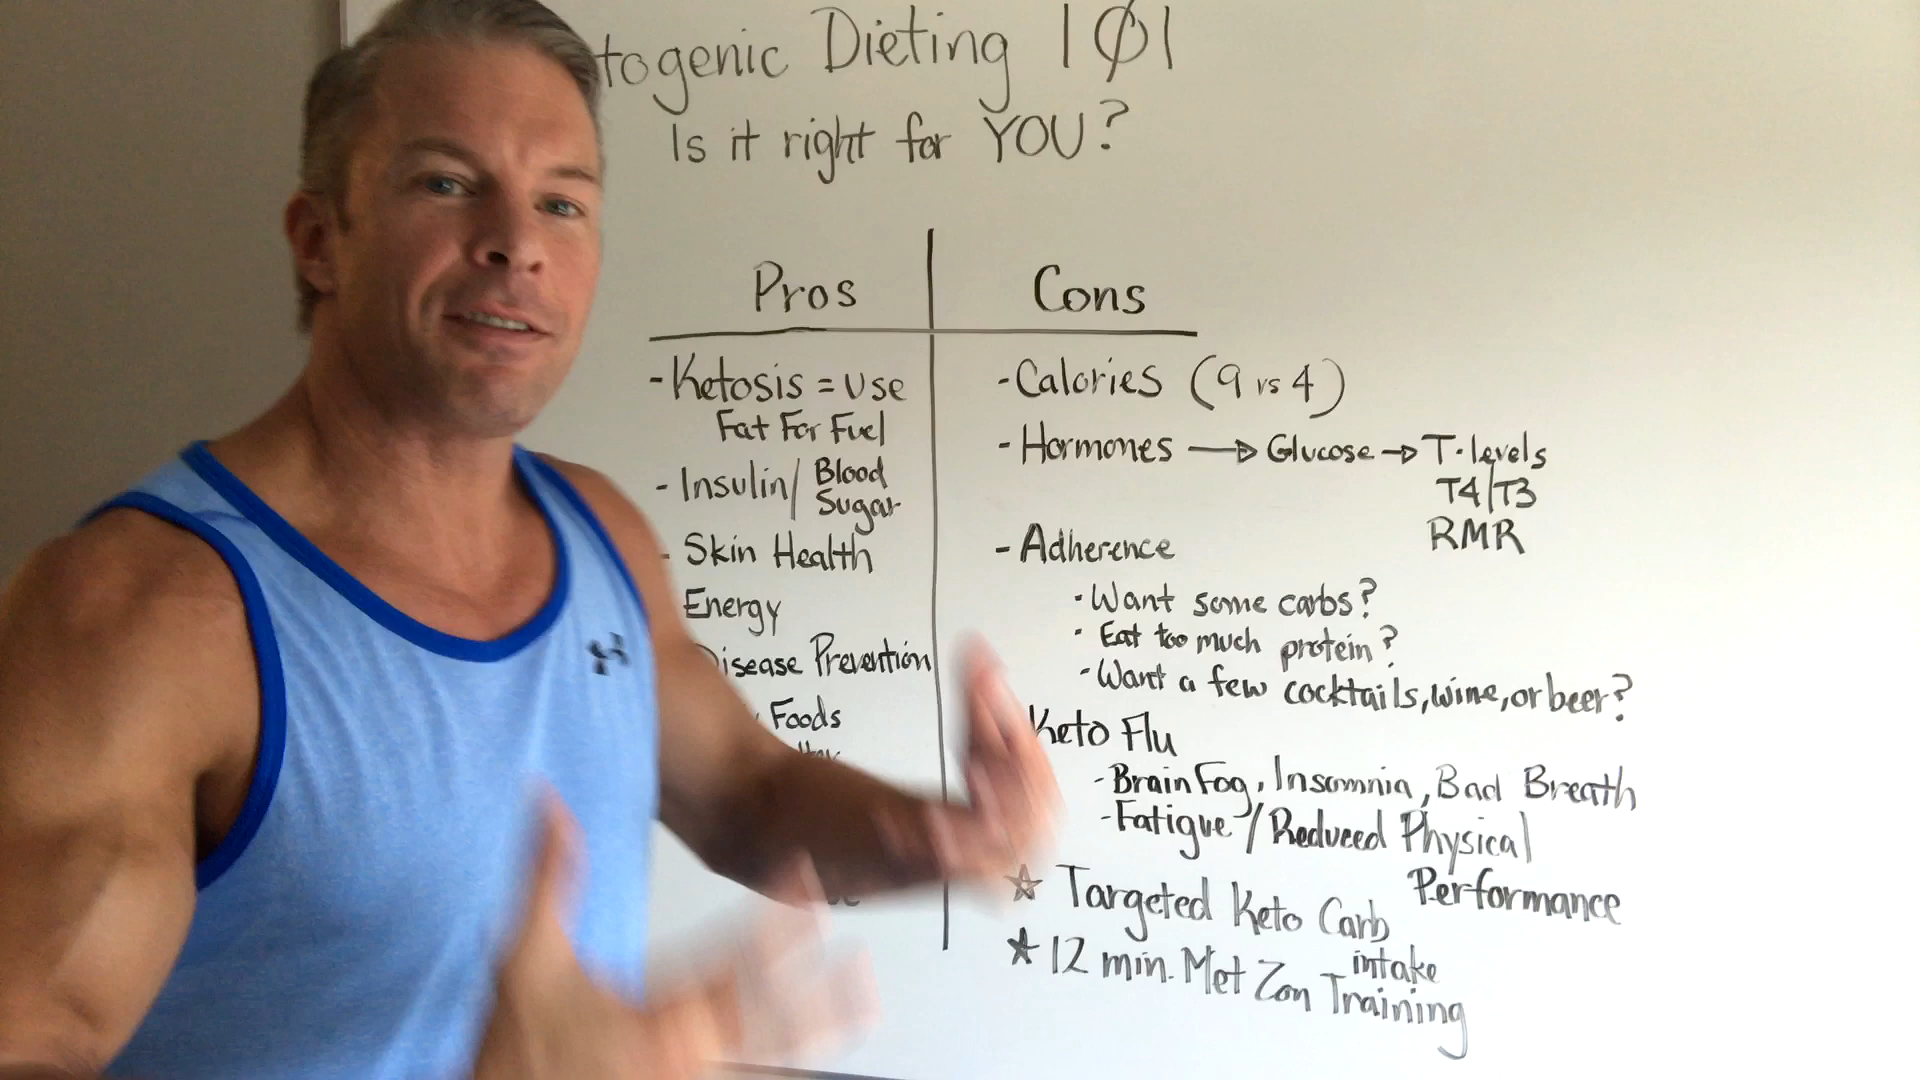 togenic Dieting 101
Is it right for YOU?
Pros
- Ketosis = Use
Fat For Fuel
- Insulin/ Blood
Sugar
- Skin Health
Energy
isease Prevention
Foods
Cons
- Calories (9 vs 4)
- Hormones → Glucose → T-levels
T4/T3
RMR
- Adherence
· Want some carbs?
· Eat too much protein?
· Want a few cocktails, wine, or beer?
Keto Flu
- Brain Fog, Insomnia, Bad Breath
- Fatigue / Reduced Physical
Performance
☆ Targeted Keto Carb
intake
☆ 12 min. Met Zon Training